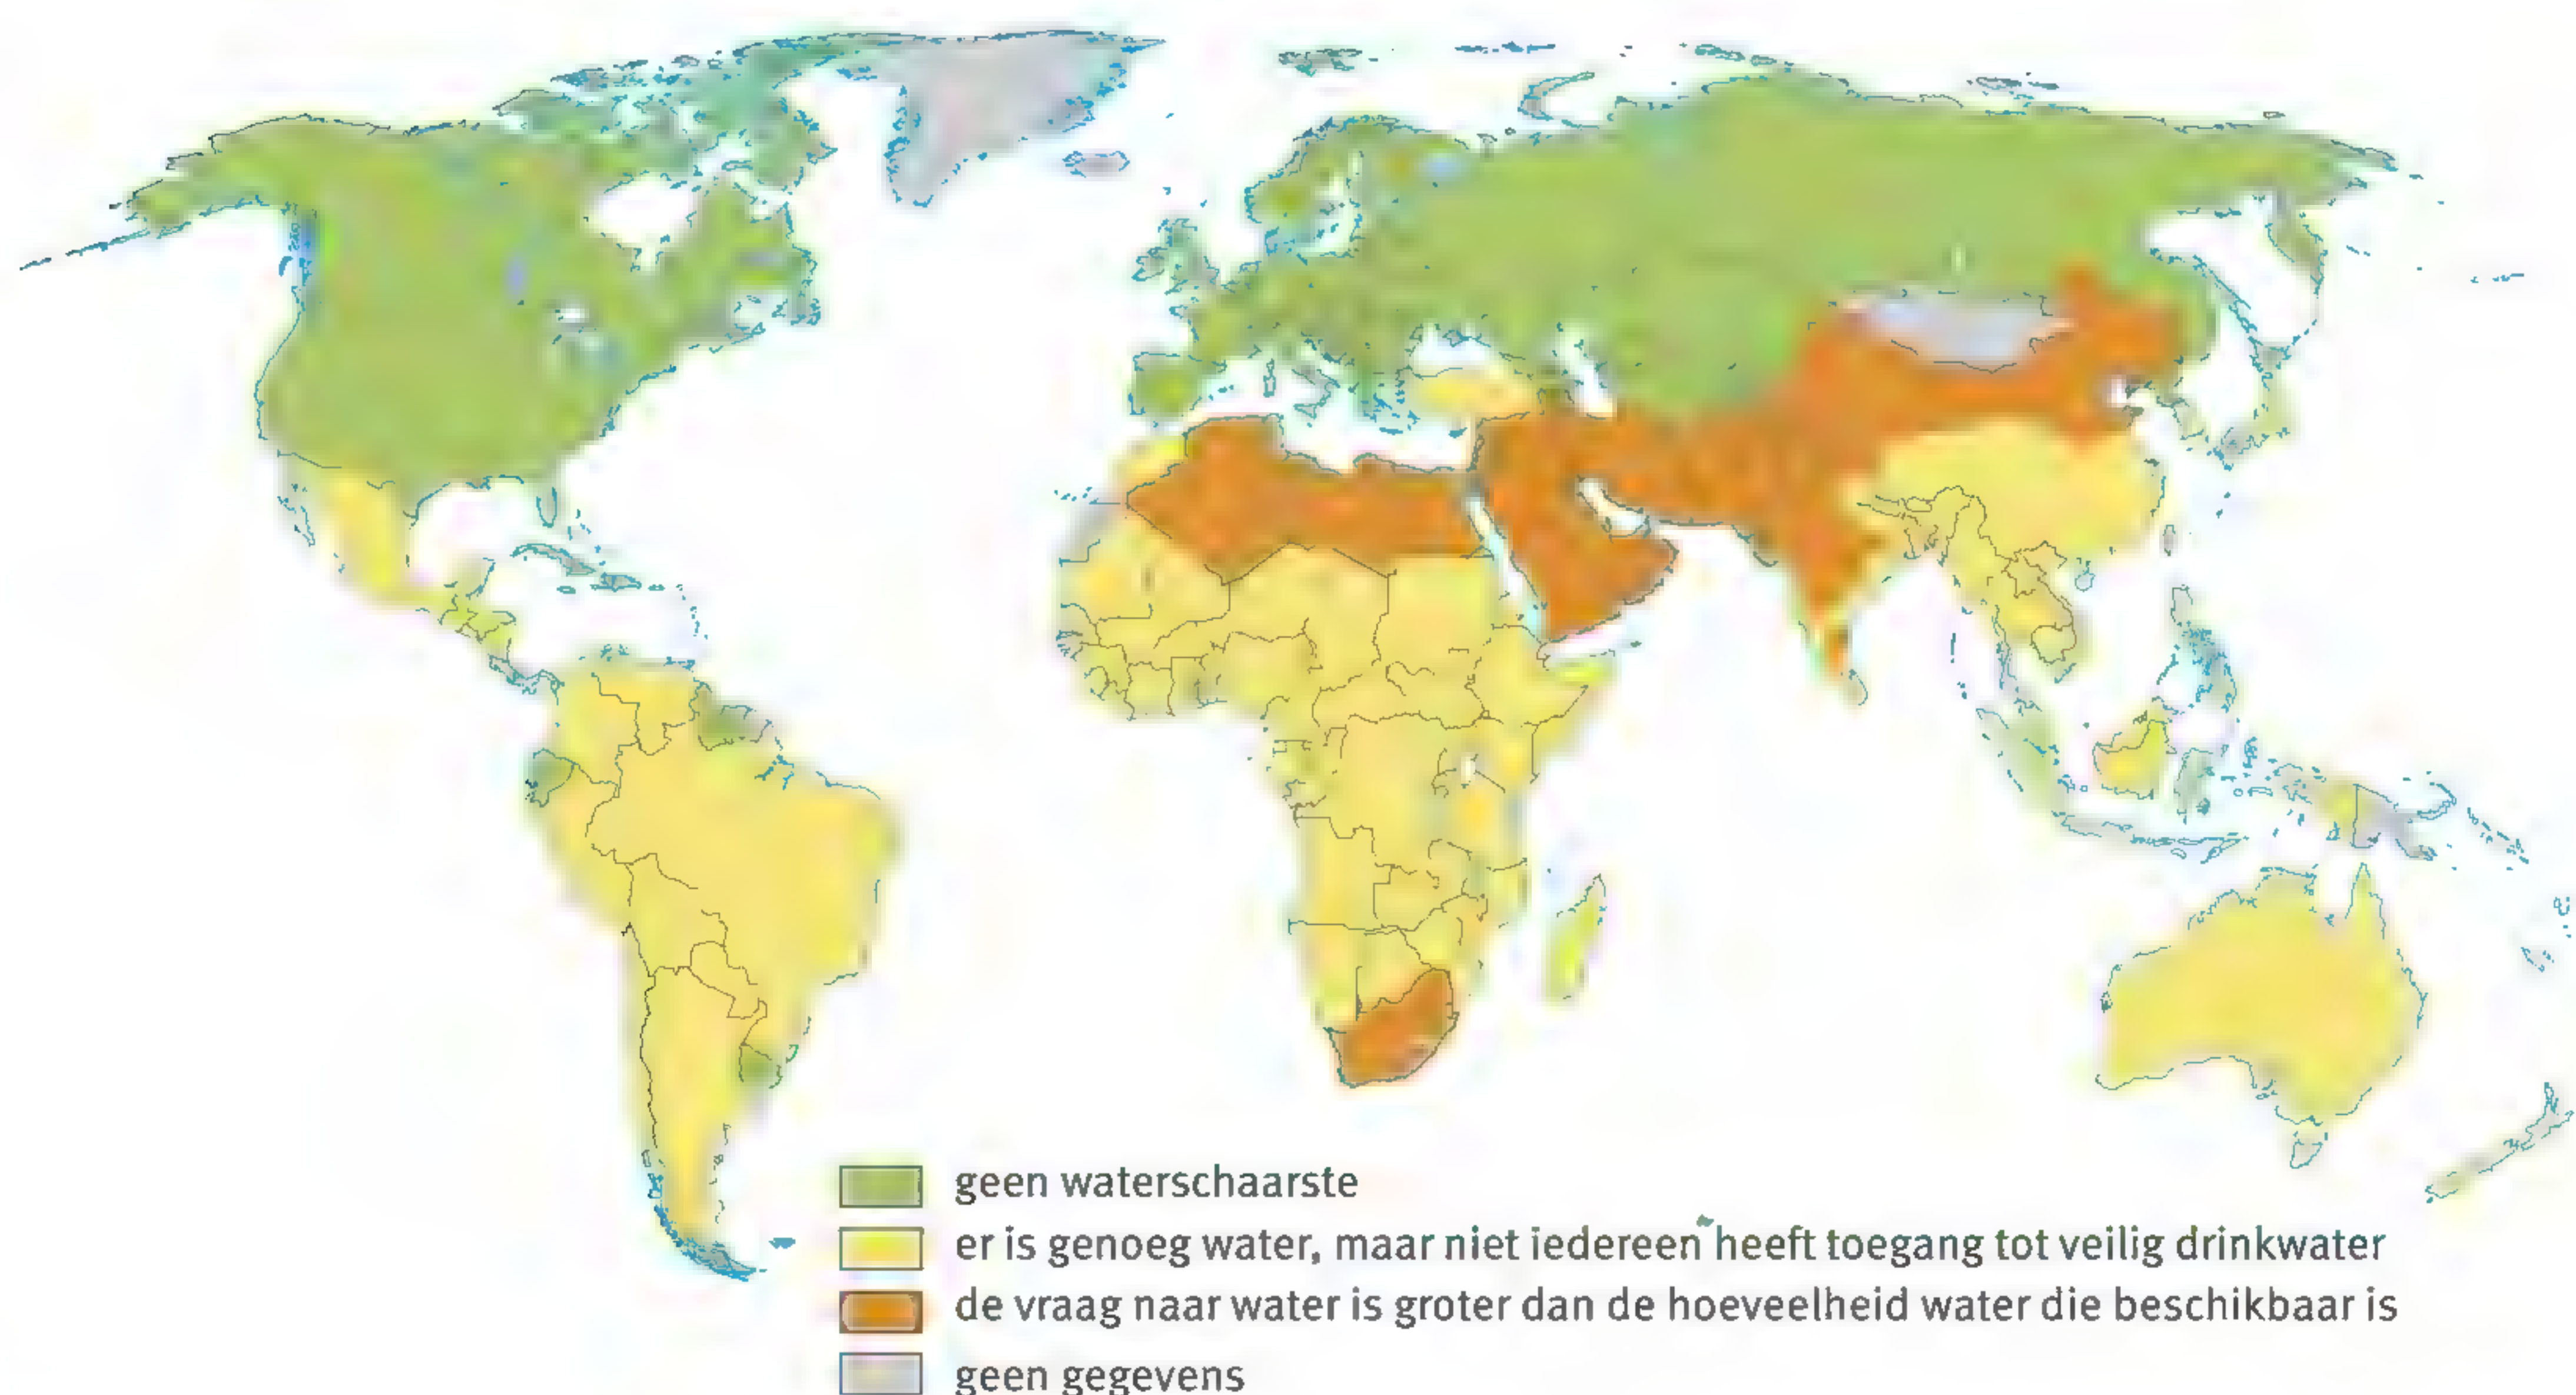 geen waterschaarste
er is genoeg water, maar niet iedereen heeft toegang tot veilig drinkwater
de vraag naar water is groter dan de hoeveelheid water die beschikbaar is
geen gegevens